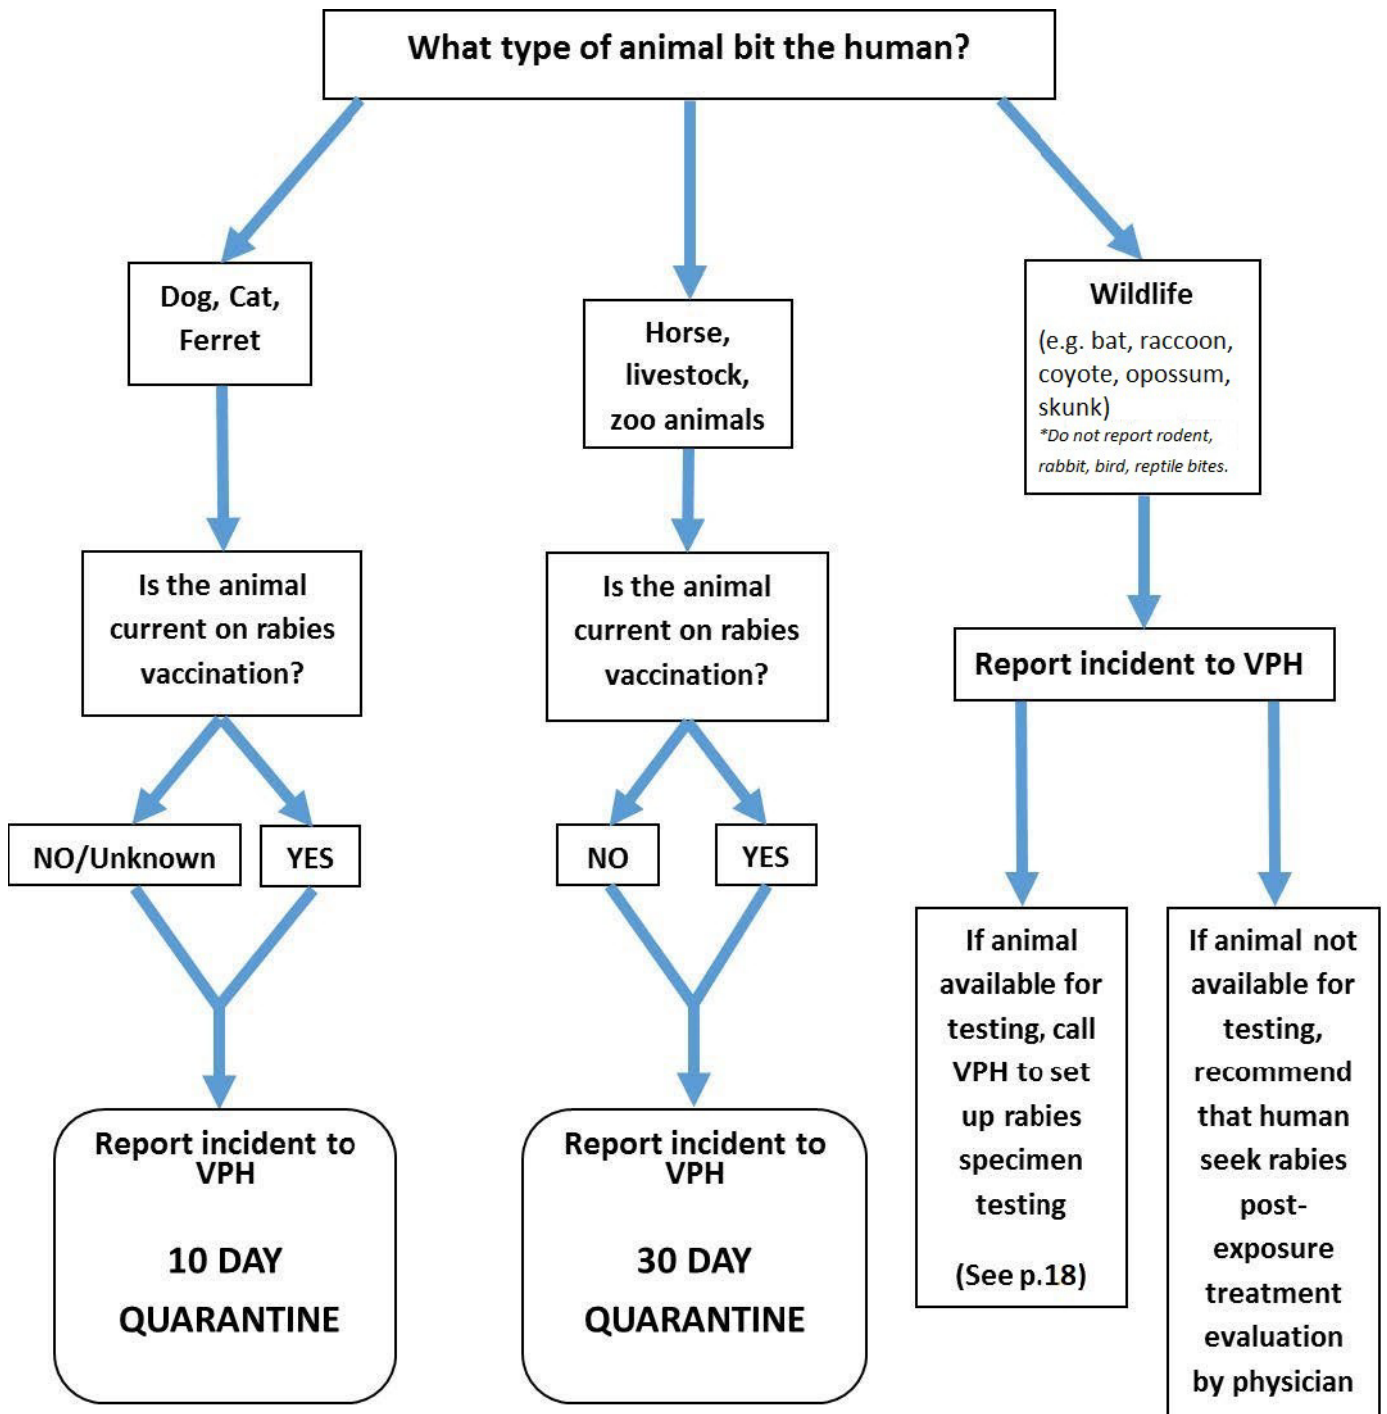 What type of animal bit the human?
Dog, Cat,
Ferret
Horse,
livestock,
zoo animals
Wildlife
(e.g. bat, raccoon,
coyote, opossum,
skunk)
*Do not report rodent,
rabbit, bird, reptile bites.
Is the animal
current on rabies
vaccination?
Is the animal
current on rabies
vaccination?
Report incident to VPH
NO/Unknown
YES
NO
YES
Report incident to
VPH
10 DAY
QUARANTINE
Report incident to
VPH
30 DAY
QUARANTINE
If animal
available for
testing, call
VPH to set
up rabies
specimen
testing
(See p.18)
If animal not
available for
testing,
recommend
that human
seek rabies
post-
exposure
treatment
evaluation
by physician